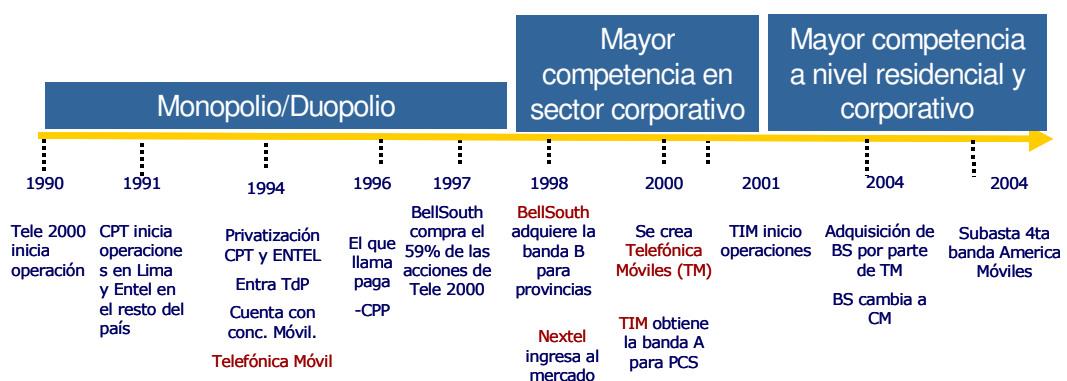 Monopolio/Duopolio
Mayor
competencia en
sector corporativo
Mayor competencia
a nivel residencial y
corporativo
1990
Tele 2000
inicia
operación
1991
CPT inicia
operacione
s en Lima
y Entel en
el resto del
país
1994
Privatización
CPT y ENTEL
Entra TdP
Cuenta con
conc. Móvil.
Telefónica Móvil
1996
El que
llama
paga
-CPP
1997
BellSouth
compra el
59% de las
acciones de
Tele 2000
1998
BellSouth
adquiere la
banda B
para
provincias
Nextel
ingresa al
mercado
2000
Se crea
Telefónica
Móviles (TM)
TIM obtiene
la banda A
para PCS
2001
TIM inicio
operaciones
2004
Adquisición de
BS por parte
de TM
BS cambia a
CM
2004
Subasta 4ta
banda America
Móviles